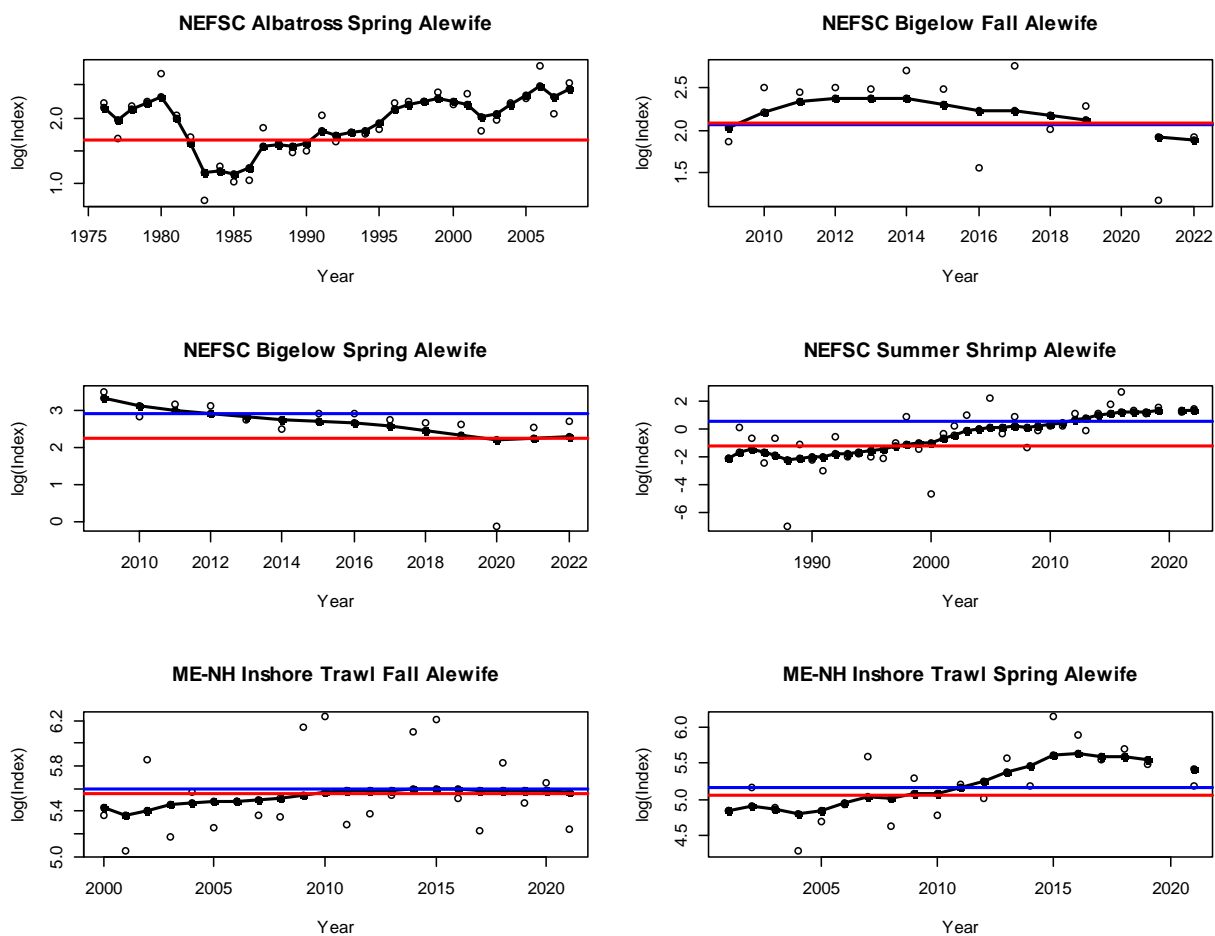 NEFSC Albatross Spring Alewife
log(Index)
1.0
2.0
1975 1980 1985 1990 1995 2000 2005
Year
NEFSC Bigelow Fall Alewife
log(Index)
1.5
2.0
2.5
2010 2012 2014 2016 2018 2020 2022
Year
NEFSC Bigelow Spring Alewife
log(Index)
0
1
2
3
2010 2012 2014 2016 2018 2020 2022
Year
NEFSC Summer Shrimp Alewife
log(Index)
-6
-4
-2
0
2
1990 2000 2010 2020
Year
ME-NH Inshore Trawl Fall Alewife
log(Index)
5.0
5.4
5.8
6.2
2000 2005 2010 2015 2020
Year
ME-NH Inshore Trawl Spring Alewife
log(Index)
4.5
5.0
5.5
6.0
2005 2010 2015 2020
Year